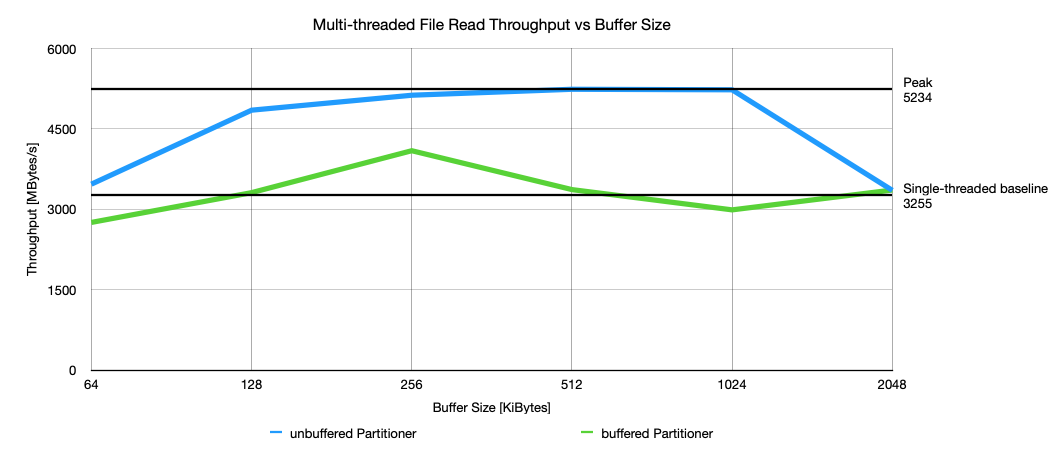 Multi-threaded File Read Throughput vs Buffer Size
6000
4500
3000
1500
0
Throughput [MBytes/s]
Peak
5234
Single-threaded baseline
3255
64 128 256 512 1024 2048
Buffer Size [KiBytes]
unbuffered Partitioner buffered Partitioner